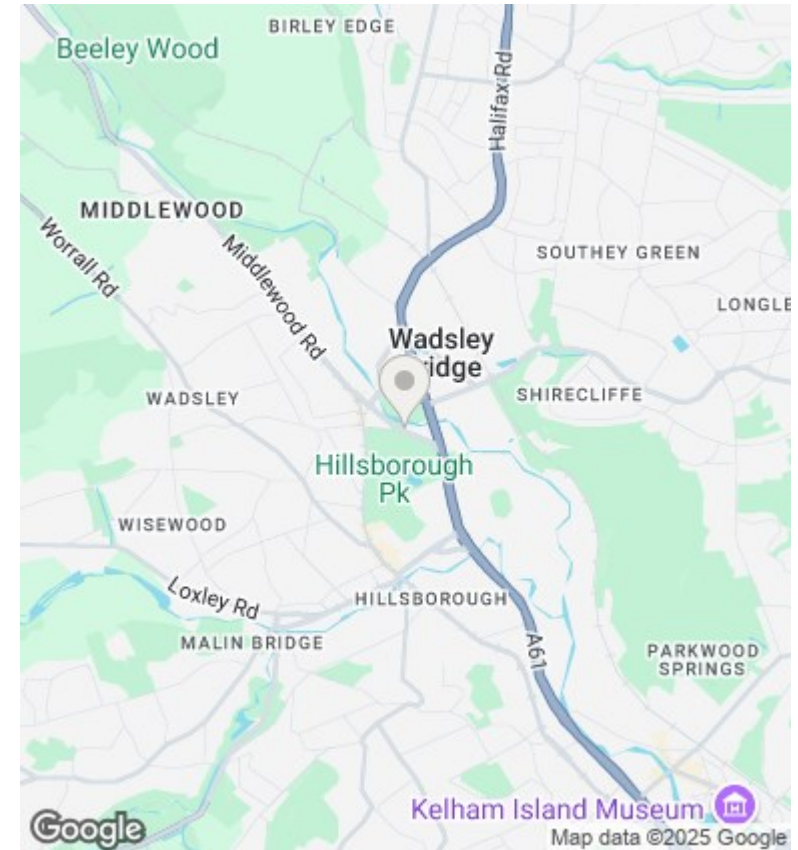 BIRLEY EDGE
Beeley Wood
Halifax Rd
MIDDLEWOOD
Worrall Rd
Middlewood Rd
SOUTHEY GREEN
LONGLE
Wadsley
idge
WADSLEY
SHIRECLIFFE
Hillsborough
Pk
WISEWOOD
Loxley Rd
HILLSBOROUGH
MALIN BRIDGE
A61
PARKWOOD
SPRINGS
Kelham Island Museum
Google
Map data ©2025 Google